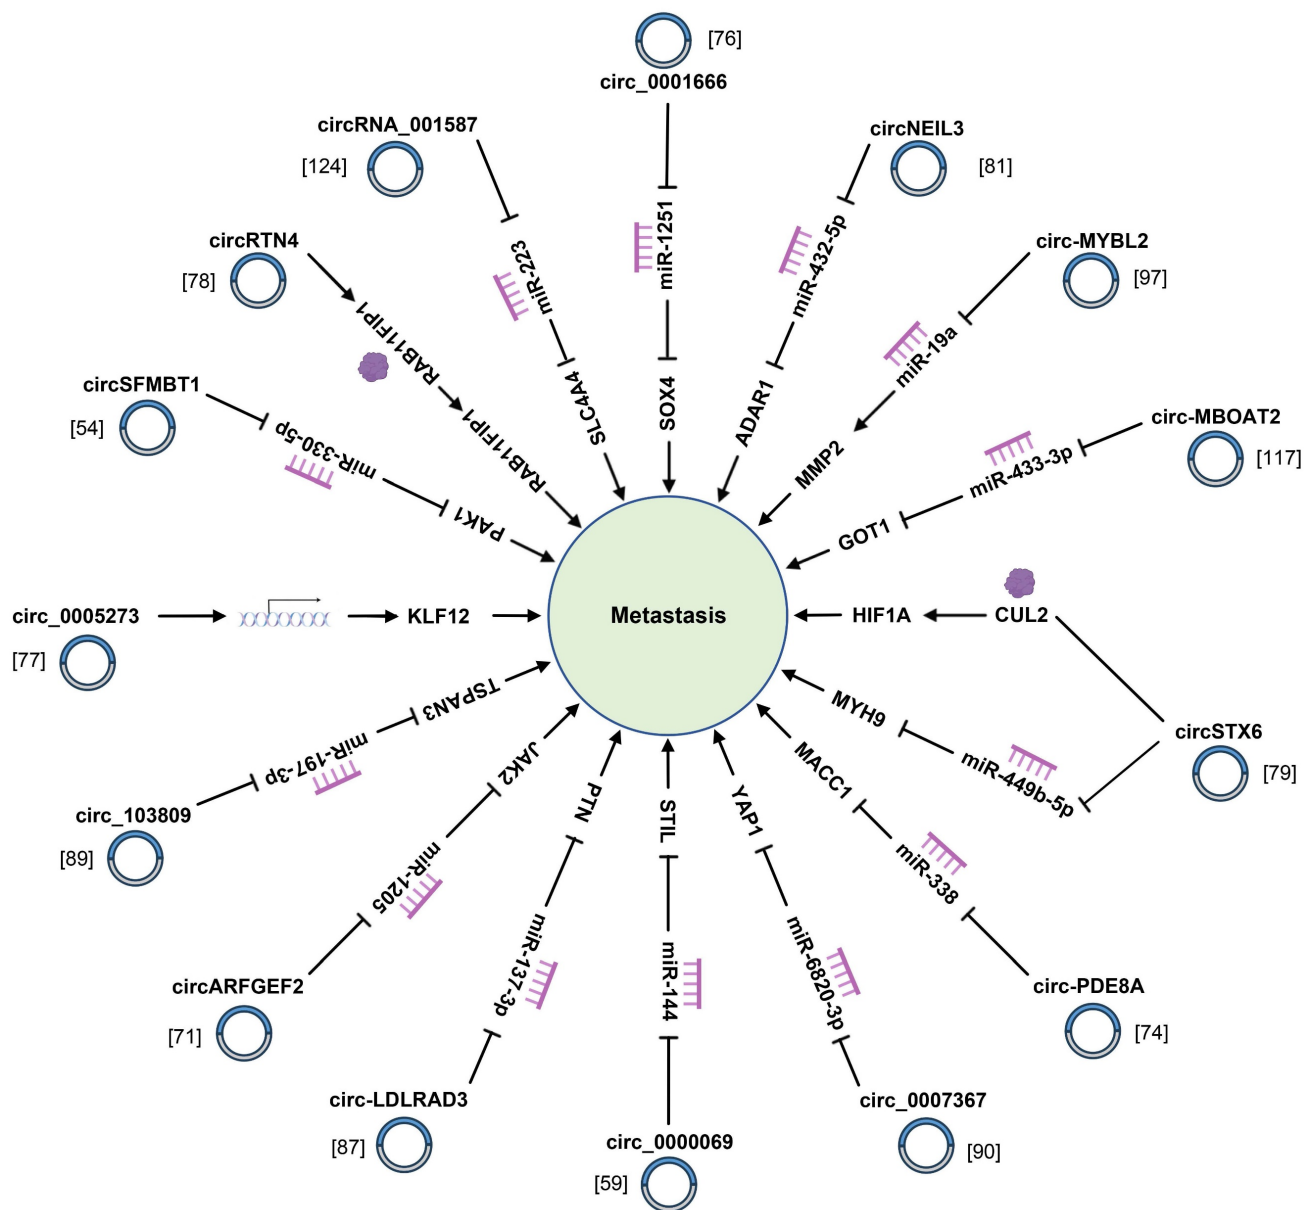 [76]
circ_0001666
miR-1251
SOX4
circNEIL3
[81]
miR-432-5p
ADAR1
circ-MYBL2
[97]
miR-19a
MMP2
circ-MBOAT2
[117]
miR-433-3p
GOT1
circSTX6
[79]
CUL2
HIF1A
miR-449b-5p
MYH9
circ-PDE8A
[74]
miR-338
MACC1
circ_0007367
[90]
miR-6820-3p
YAP1
circ_0000069
[59]
miR-144
STIL
circ-LDLRAD3
[87]
miR-137-3p
PTN
circARFGEF2
[71]
miR-1205
JAK2
circ_103809
[89]
miR-197-3p
TSPAN3
circ_0005273
[77]
KLF12
circSFMBT1
[54]
miR-330-5p
PAK1
circRTN4
[78]
RAB11FIP1
RAB11FIP1
circRNA_001587
[124]
miR-223
SLC4A4
Metastasis